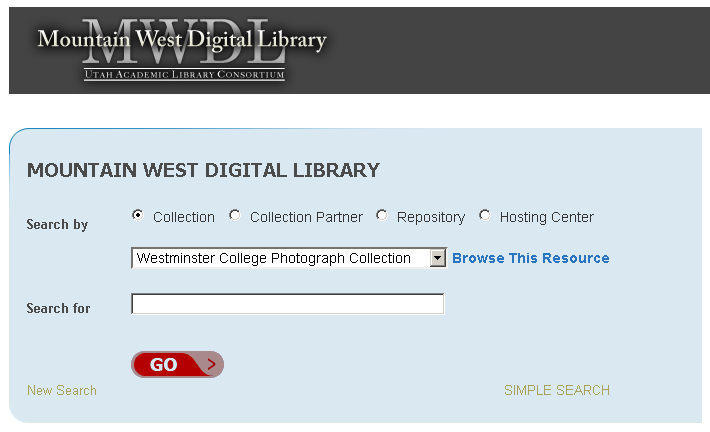 MWDL
Mountain West Digital Library
UTAH ACADEMIC LIBRARY CONSORTIUM
MOUNTAIN WEST DIGITAL LIBRARY
Search by Collection Collection Partner Repository Hosting Center
Westminster College Photograph Collection Browse This Resource
Search for
GO >
New Search SIMPLE SEARCH